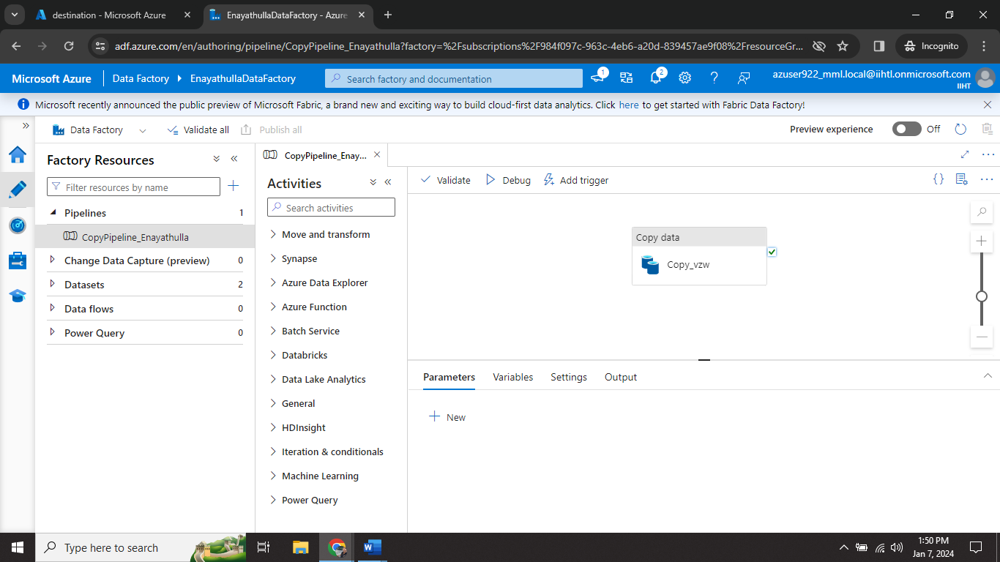 destination - Microsoft Azure
EnayathullaDataFactory - Azure
adf.azure.com/en/authoring/pipeline/CopyPipeline_Enayathulla?factory=%2Fsubscriptions%2F984f097c-963c-4eb6-a20d-839457ae9f08%2FresourceGr...
Incognito
Microsoft Azure
Data Factory
EnayathullaDataFactory
Search factory and documentation
1
2
azuser922_mml.local@iihtl.onmicrosoft.com
IIHT
Microsoft recently announced the public preview of Microsoft Fabric, a brand new and exciting way to build cloud-first data analytics. Click here to get started with Fabric Data Factory!
Data Factory
Validate all
Publish all
Preview experience
Off
Factory Resources
Filter resources by name
Pipelines 1
CopyPipeline_Enayathulla
Change Data Capture (preview) 0
Datasets 2
Data flows 0
Power Query 0
CopyPipeline_Enay...
Activities
Search activities
Move and transform
Synapse
Azure Data Explorer
Azure Function
Batch Service
Databricks
Data Lake Analytics
General
HDInsight
Iteration & conditionals
Machine Learning
Power Query
Validate
Debug
Add trigger
Copy data
Copy_vzw
Parameters
Variables
Settings
Output
New
Type here to search
1:50 PM
Jan 7, 2024